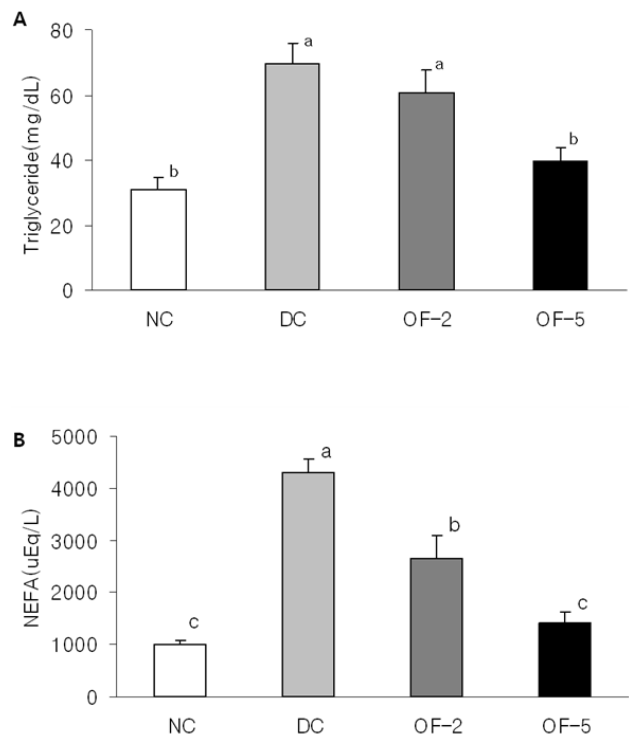 A
Triglyceride(mg/dL)
80
60
40
20
0
b
a
a
b
NC
DC
OF-2
OF-5
B
NEFA(uEq/L)
5000
4000
3000
2000
1000
0
c
a
b
c
NC
DC
OF-2
OF-5